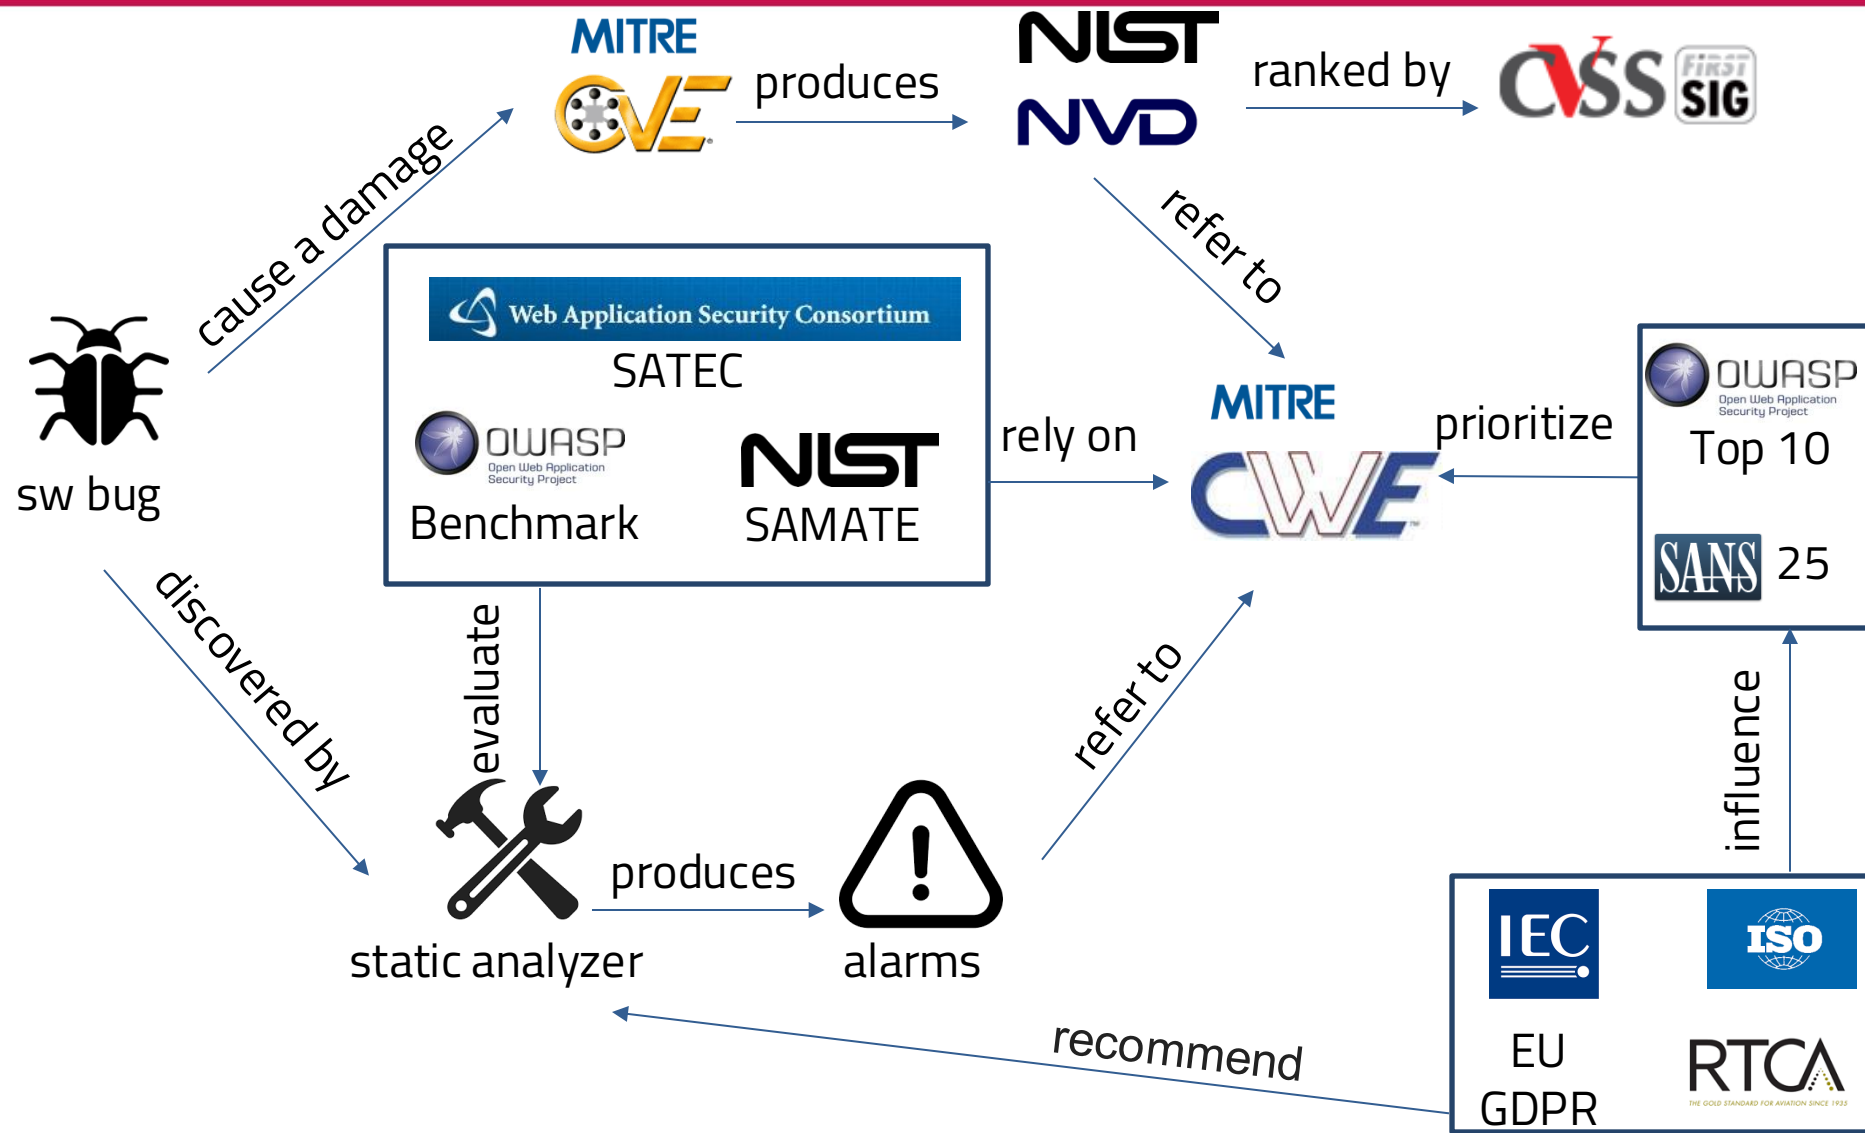 MITRE
CVE
produces
NIST
NVD
ranked by
CVSS
FIRST
SIG
cause a damage
refer to
Web Application Security Consortium
SATEC
OWASP
Open Web Application
Security Project
Benchmark
NIST
SAMATE
rely on
MITRE
CWE
prioritize
OWASP
Open Web Application
Security Project
Top 10
SANS 25
sw bug
discovered by
evaluate
refer to
influence
static analyzer
produces
alarms
recommend
IEC
ISO
EU
GDPR
RTCA
THE GOLD STANDARD FOR AVIATION SINCE 1935